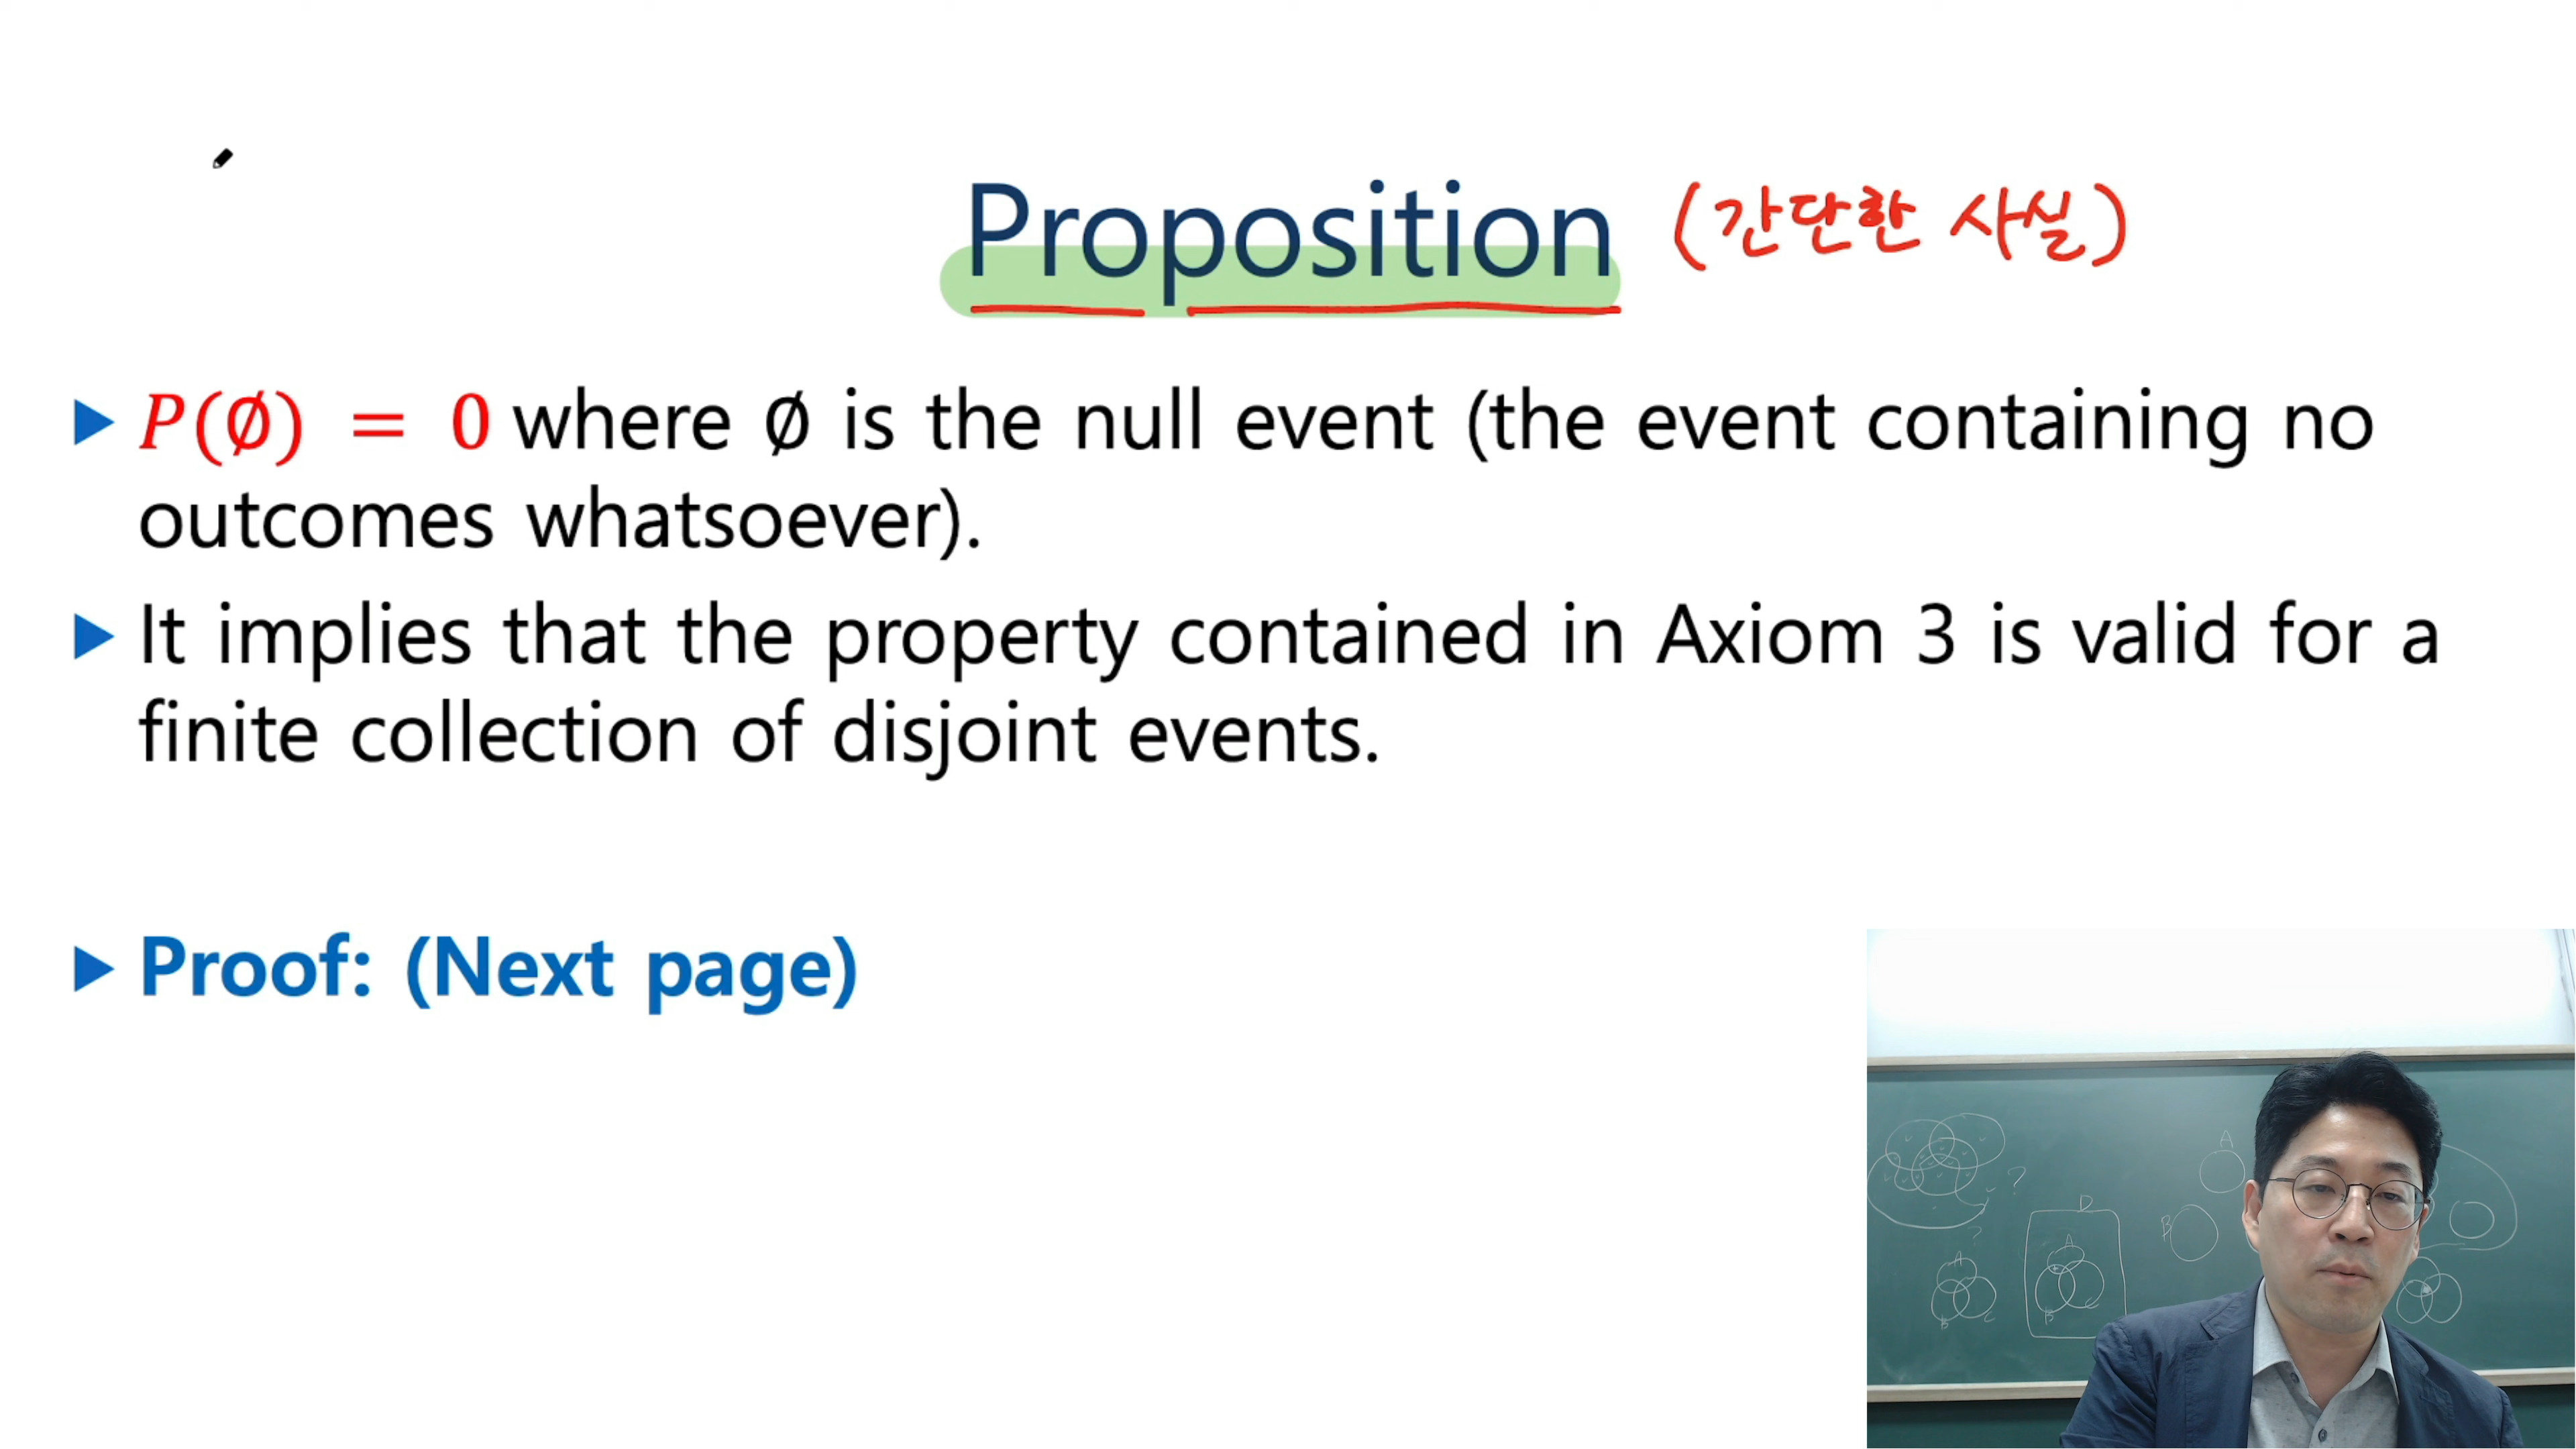 Proposition (간단한 사실)
P(∅) = 0 where ∅ is the null event (the event containing no
outcomes whatsoever).
It implies that the property contained in Axiom 3 is valid for a
finite collection of disjoint events.
Proof: (Next page)
?
A
D
B
?
A
A
B
C
B
C